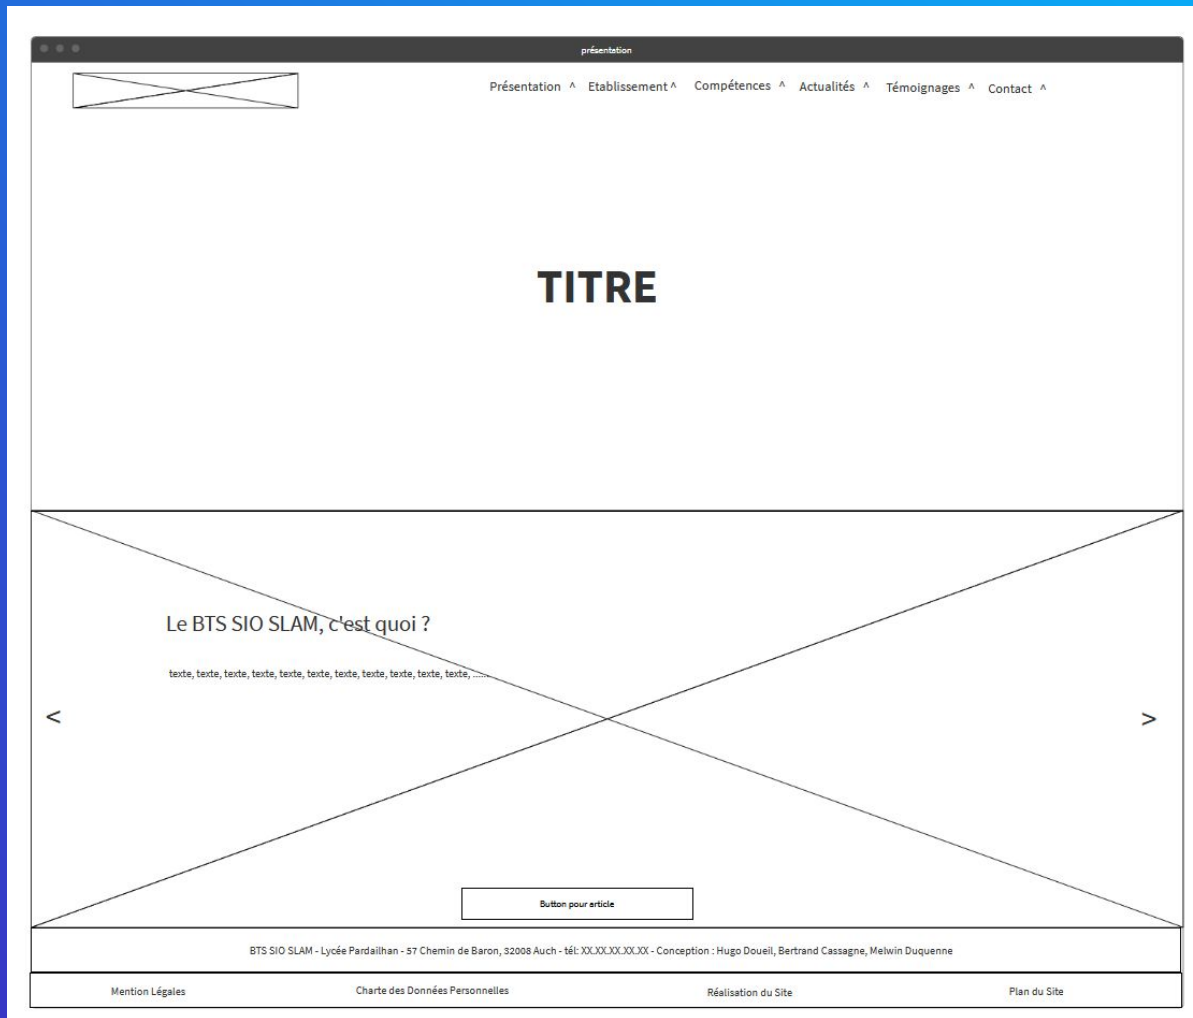 présentation
Présentation ^ Etablissement ^ Compétences ^ Actualités ^ Témoignages ^ Contact ^
TITRE
Le BTS SIO SLAM, c'est quoi ?
texte, texte, texte, texte, texte, texte, texte, texte, texte, texte, texte, ......
< >
Button pour article
BTS SIO SLAM - Lycée Pardailhan - 57 Chemin de Baron, 32008 Auch - tél: XX.XX.XX.XX.XX - Conception : Hugo Doueil, Bertrand Cassagne, Melwin Duquenne
Mention Légales Charte des Données Personnelles Réalisation du Site Plan du Site